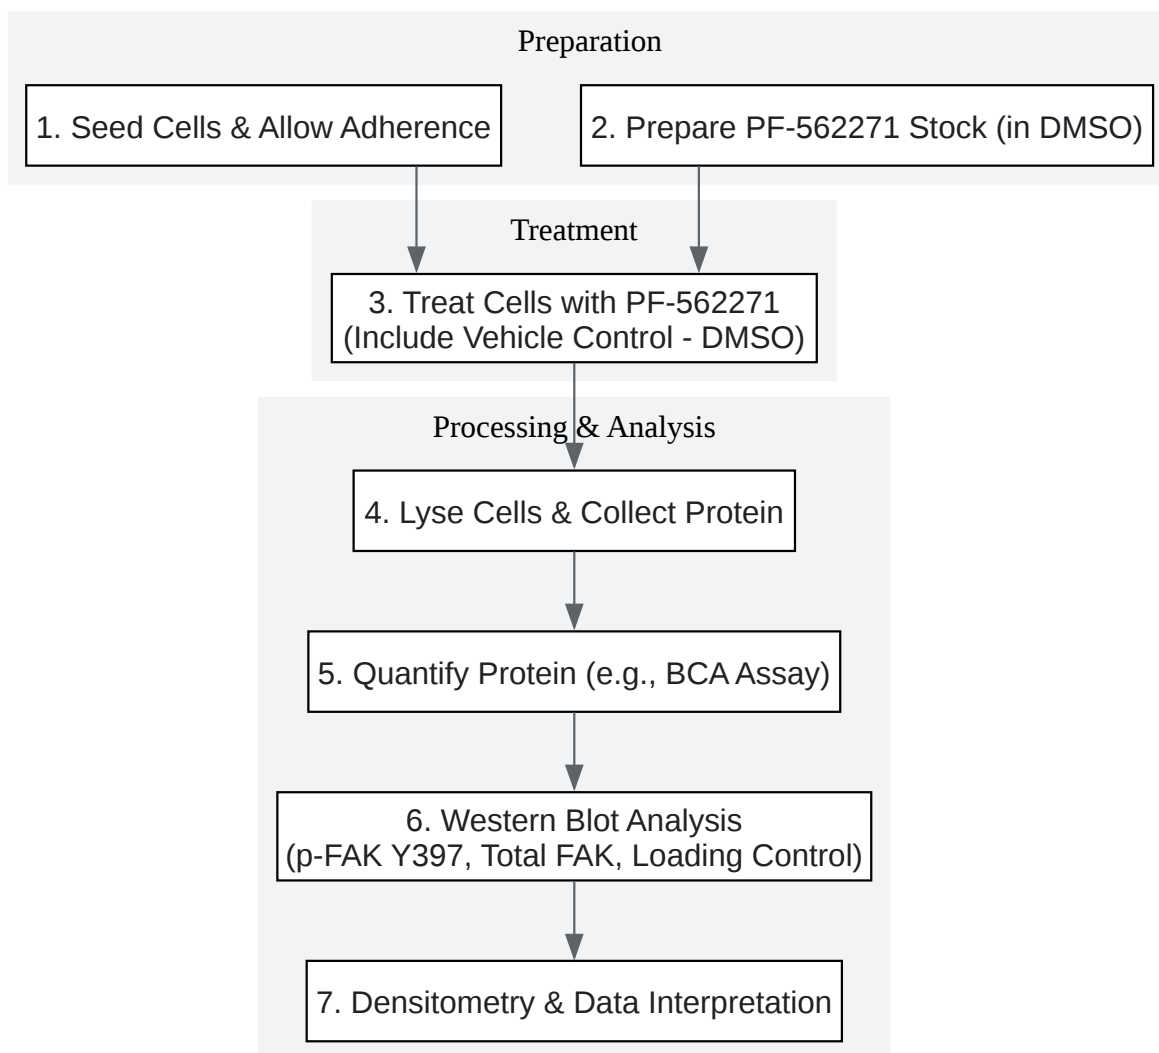 Preparation
1. Seed Cells & Allow Adherence
2. Prepare PF-562271 Stock (in DMSO)
Treatment
3. Treat Cells with PF-562271
(Include Vehicle Control - DMSO)
Processing & Analysis
4. Lyse Cells & Collect Protein
5. Quantify Protein (e.g., BCA Assay)
6. Western Blot Analysis
(p-FAK Y397, Total FAK, Loading Control)
7. Densitometry & Data Interpretation